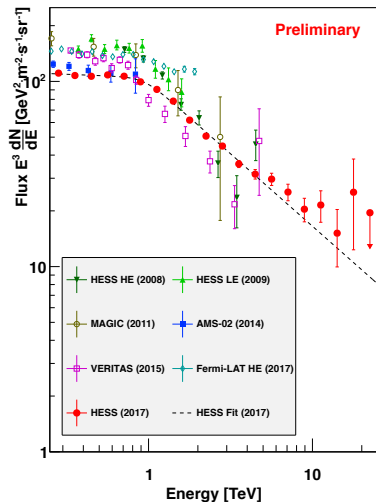 Preliminary
Flux E³ dN/dE [GeV²·m⁻²·s⁻¹·sr⁻¹]
10²
10
1
HESS HE (2008)
HESS LE (2009)
MAGIC (2011)
AMS-02 (2014)
VERITAS (2015)
Fermi-LAT HE (2017)
HESS (2017)
HESS Fit (2017)
1
10
Energy [TeV]